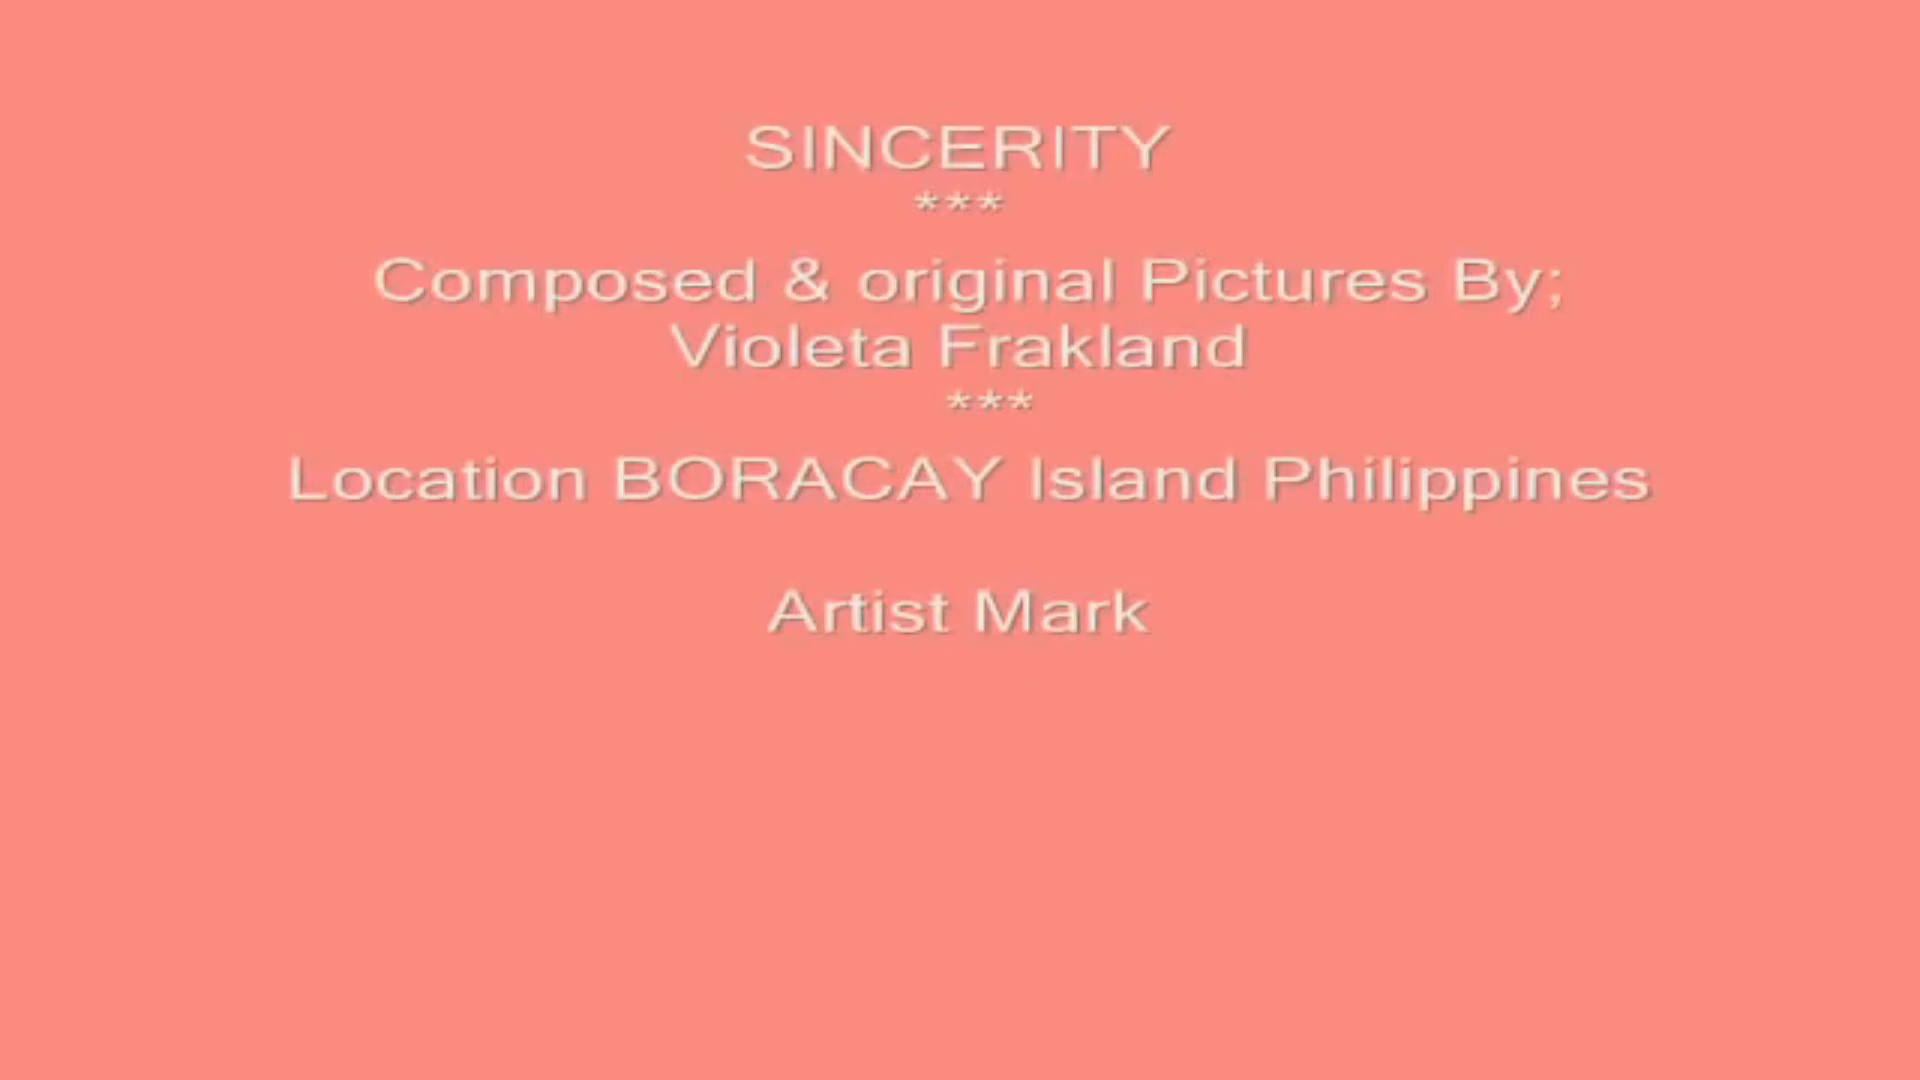 SINCERITY
***
Composed & original Pictures By;
Violeta Frakland
***
Location BORACAY Island Philippines
Artist Mark